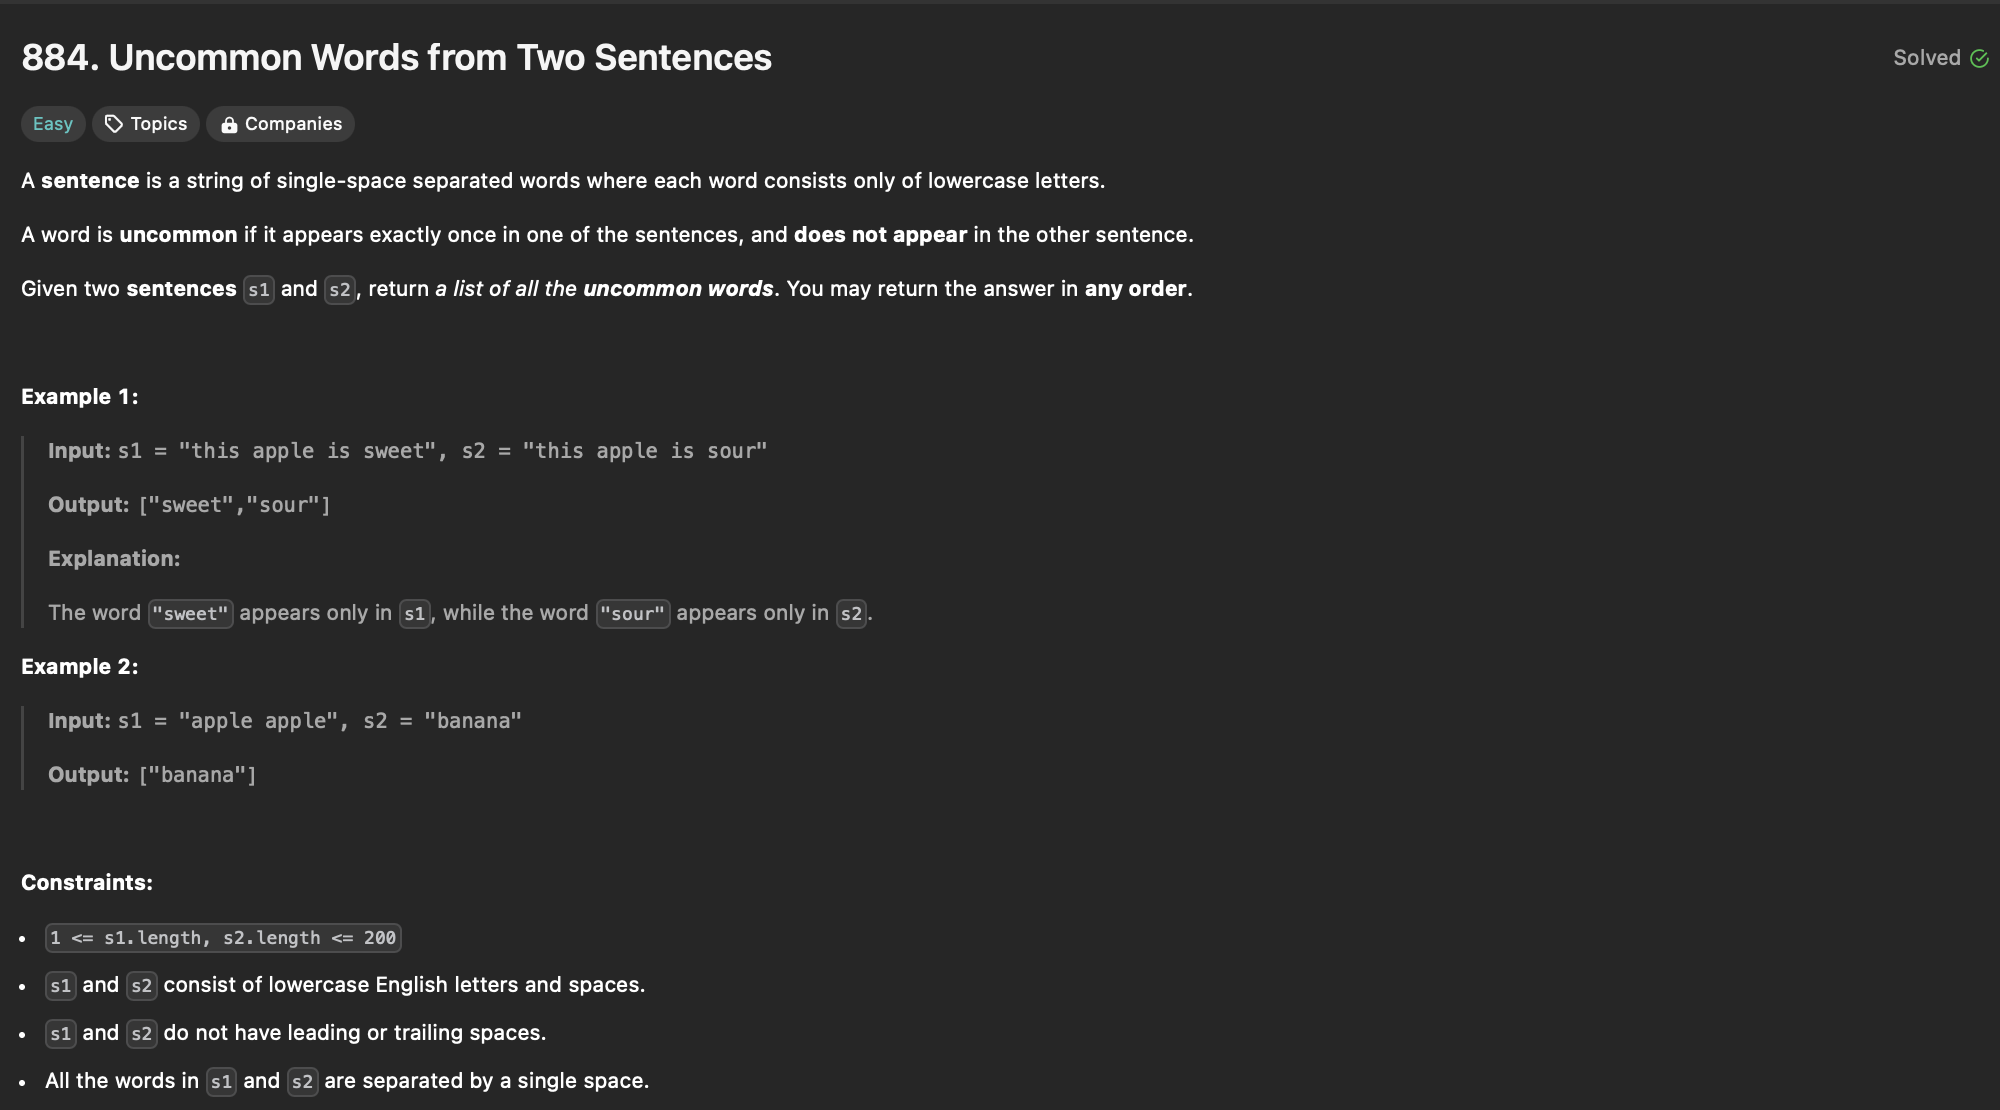 884. Uncommon Words from Two Sentences
Solved
Easy Topics Companies
A sentence is a string of single-space separated words where each word consists only of lowercase letters.
A word is uncommon if it appears exactly once in one of the sentences, and does not appear in the other sentence.
Given two sentences s1 and s2, return a list of all the uncommon words. You may return the answer in any order.
Example 1:
Input: s1 = "this apple is sweet", s2 = "this apple is sour"
Output: ["sweet","sour"]
Explanation:
The word "sweet" appears only in s1, while the word "sour" appears only in s2.
Example 2:
Input: s1 = "apple apple", s2 = "banana"
Output: ["banana"]
Constraints:
• 1 <= s1.length, s2.length <= 200
• s1 and s2 consist of lowercase English letters and spaces.
• s1 and s2 do not have leading or trailing spaces.
• All the words in s1 and s2 are separated by a single space.